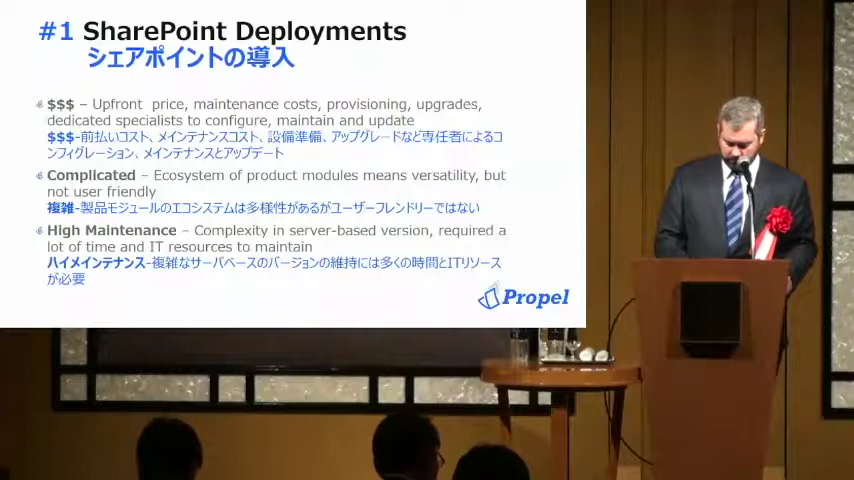 #1 SharePoint Deployments
シェアポイントの導入
$$$ – Upfront price, maintenance costs, provisioning, upgrades,
dedicated specialists to configure, maintain and update
$$$-前払いコスト、メインテナンスコスト、設備準備、アップグレードなど専任者によるコ
ンフィグレーション、メインテナンスとアップデート
Complicated – Ecosystem of product modules means versatility, but
not user friendly
複雑-製品モジュールのエコシステムは多様性があるがユーザーフレンドリーではない
High Maintenance – Complexity in server-based version, required a
lot of time and IT resources to maintain
ハイメインテナンス-複雑なサーバベースのバージョンの維持には多くの時間とITリソース
が必要
Propel